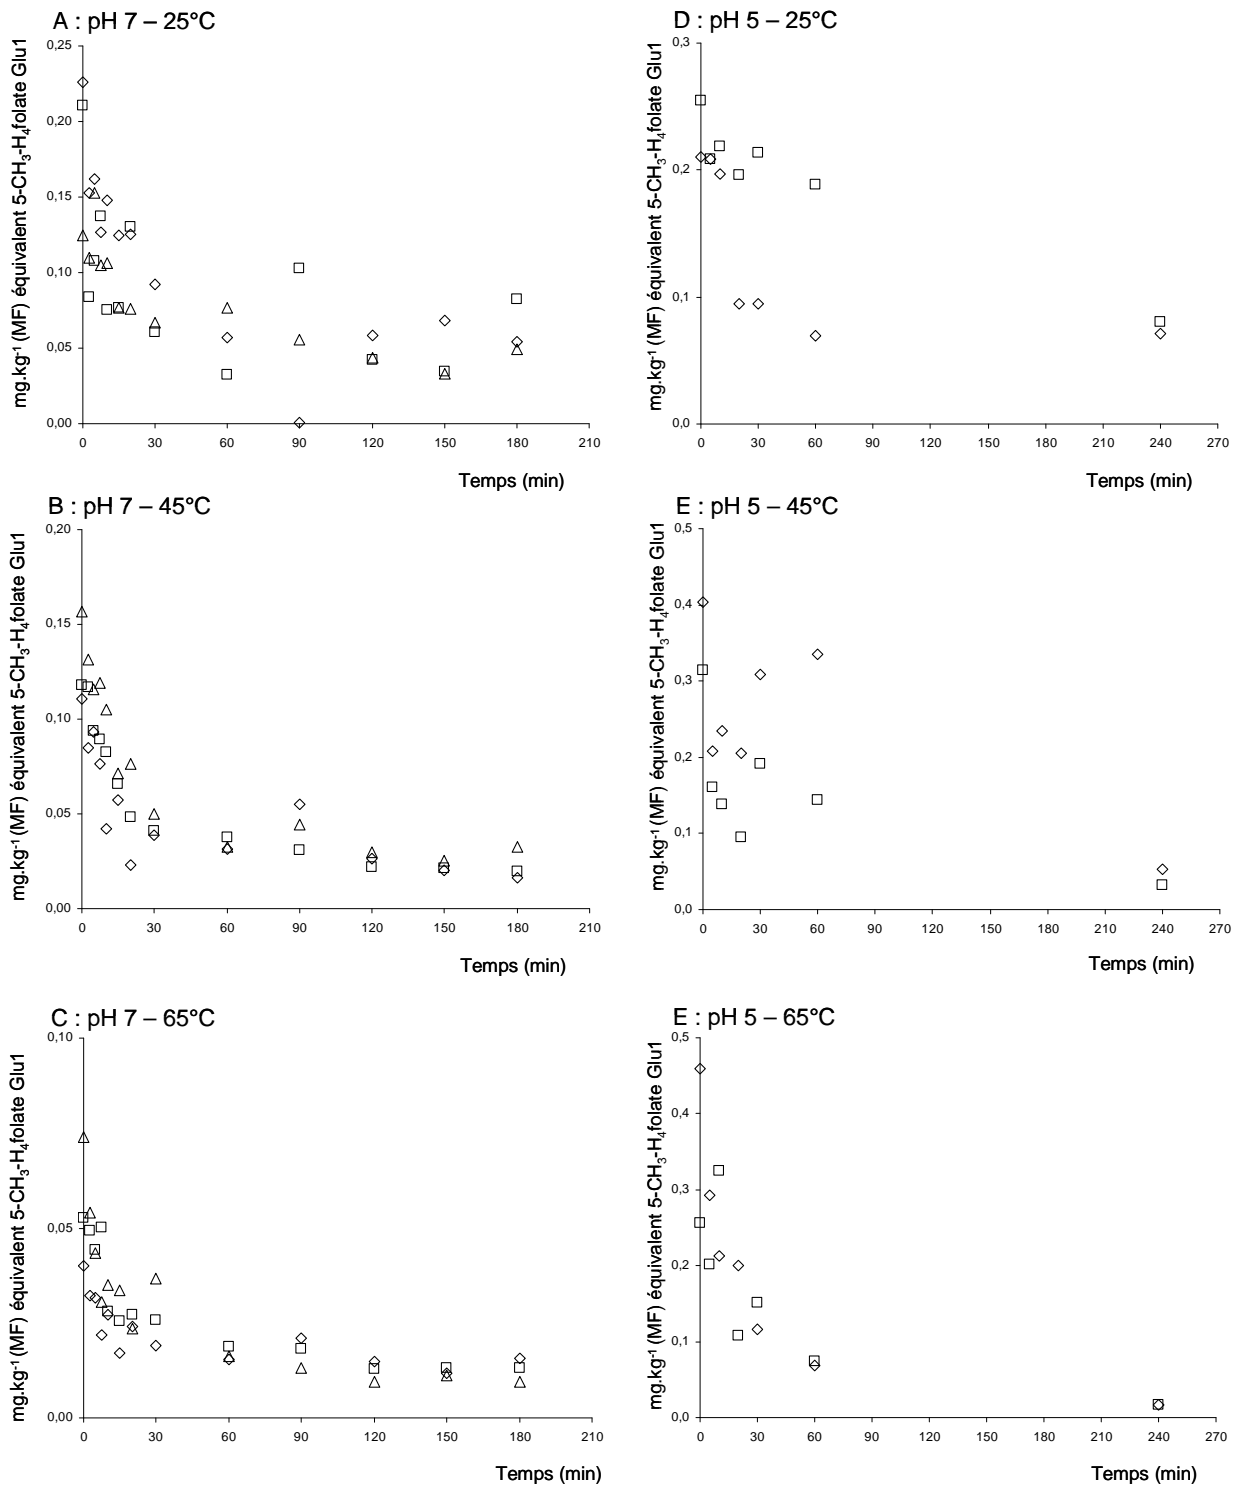 A : pH 7 – 25°C
mg.kg⁻¹ (MF) équivalent 5-CH₃-H₄folate Glu1
0,25
0,20
0,15
0,10
0,05
0,00
0 30 60 90 120 150 180 210
Temps (min)
D : pH 5 – 25°C
mg.kg⁻¹ (MF) équivalent 5-CH₃-H₄folate Glu1
0,3
0,2
0,1
0,0
0 30 60 90 120 150 180 210 240 270
Temps (min)
B : pH 7 – 45°C
mg.kg⁻¹ (MF) équivalent 5-CH₃-H₄folate Glu1
0,20
0,15
0,10
0,05
0,00
0 30 60 90 120 150 180 210
Temps (min)
E : pH 5 – 45°C
mg.kg⁻¹ (MF) équivalent 5-CH₃-H₄folate Glu1
0,5
0,4
0,3
0,2
0,1
0,0
0 30 60 90 120 150 180 210 240 270
Temps (min)
C : pH 7 – 65°C
mg.kg⁻¹ (MF) équivalent 5-CH₃-H₄folate Glu1
0,10
0,05
0,00
0 30 60 90 120 150 180 210
Temps (min)
E : pH 5 – 65°C
mg.kg⁻¹ (MF) équivalent 5-CH₃-H₄folate Glu1
0,5
0,4
0,3
0,2
0,1
0,0
0 30 60 90 120 150 180 210 240 270
Temps (min)